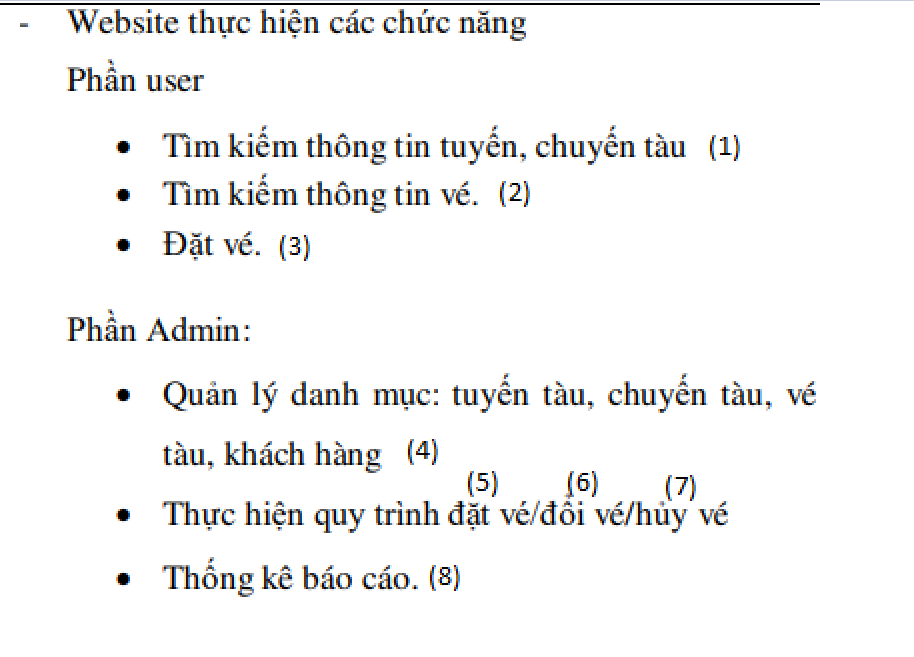 - Website thực hiện các chức năng
Phần user
• Tìm kiếm thông tin tuyến, chuyến tàu (1)
• Tìm kiếm thông tin vé. (2)
• Đặt vé. (3)
Phần Admin:
• Quản lý danh mục: tuyến tàu, chuyến tàu, vé
tàu, khách hàng (4)
(5) (6) (7)
• Thực hiện quy trình đặt vé/đổi vé/hủy vé
• Thống kê báo cáo. (8)